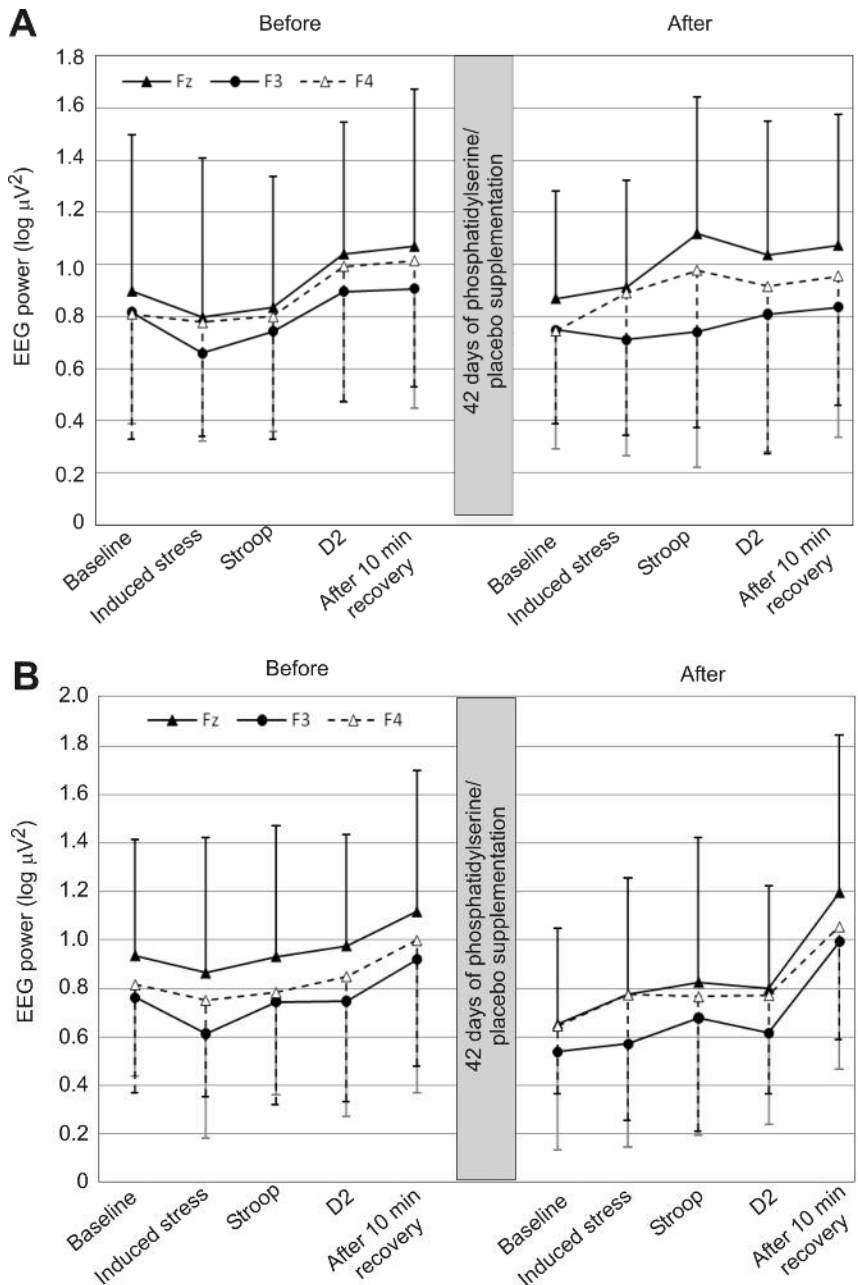 A
Before
After
1.8
1.6
1.4
1.2
1.0
0.8
0.6
0.4
0.2
0
EEG power (log μV²)
Fz F3 F4
42 days of phosphatidylserine/
placebo supplementation
Baseline
Induced stress
Stroop
D2
After 10 min
recovery
Baseline
Induced stress
Stroop
D2
After 10 min
recovery
B
Before
After
2.0
1.8
1.6
1.4
1.2
1.0
0.8
0.6
0.4
0.2
0
EEG power (log μV²)
Fz F3 F4
42 days of phosphatidylserine/
placebo supplementation
Baseline
Induced stress
Stroop
D2
After 10 min
recovery
Baseline
Induced stress
Stroop
D2
After 10 min
recovery